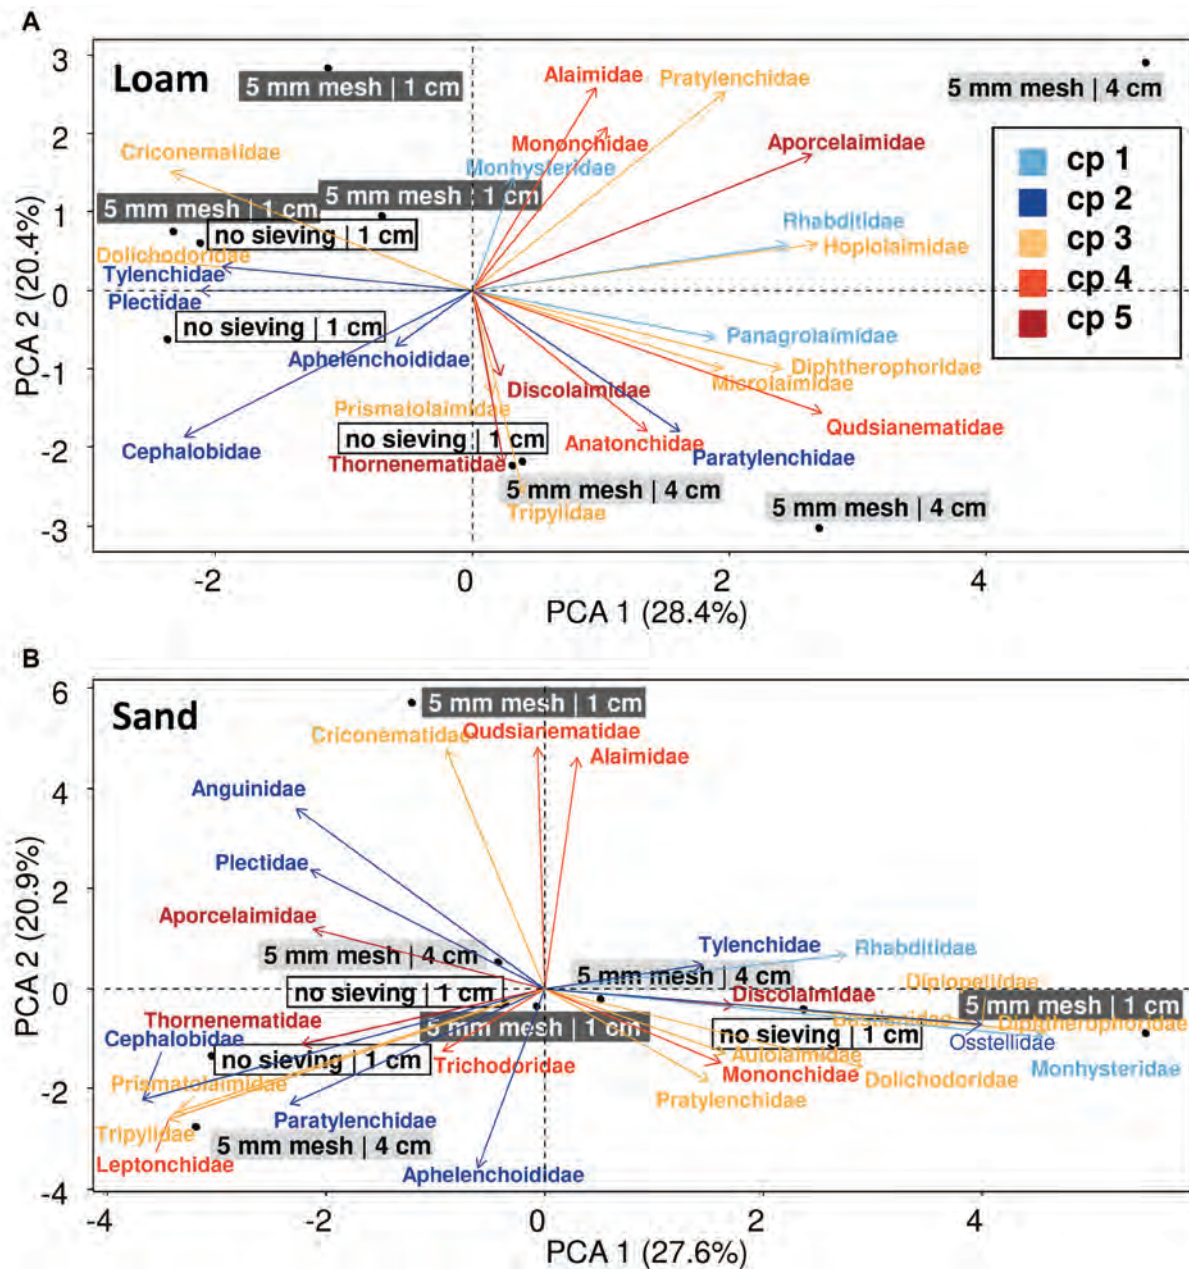 A
Loam
5 mm mesh | 1 cm
Alaimidae
Pratylenchidae
5 mm mesh | 4 cm
Criconematidae
Mononchidae
Monhysteridae
Aporcelaimidae
cp 1
cp 2
cp 3
cp 4
cp 5
5 mm mesh | 1 cm
5 mm mesh | 1 cm
no sieving | 1 cm
Rhabditidae
Hoplolaimidae
Dolichodoridae
Tylenchidae
Plectidae
no sieving | 1 cm
Aphelenchoididae
Panagrolaimidae
Diphtherophoridae
Microlaimidae
Discolaimidae
Prismatolaimidae
Qudsianematidae
no sieving | 1 cm
Anatonchidae
Cephalobidae
Thornenematidae
Paratylenchidae
5 mm mesh | 4 cm
5 mm mesh | 4 cm
Tripylidae
3
2
1
0
-1
-2
-3
PCA 2 (20.4%)
-2
0
2
4
PCA 1 (28.4%)
B
Sand
5 mm mesh | 1 cm
Criconematidae
Qudsianematidae
Alaimidae
Anguinidae
Plectidae
Aporcelaimidae
5 mm mesh | 4 cm
Tylenchidae
Rhabditidae
5 mm mesh | 4 cm
Diplopeltidae
no sieving | 1 cm
Discolaimidae
5 mm mesh | 1 cm
Thornenematidae
5 mm mesh | 1 cm
Bastianidae
Diphtherophoridae
Cephalobidae
no sieving | 1 cm
no sieving | 1 cm
Osstellidae
Trichodoridae
Aulolaimidae
Monhysteridae
Prismatolaimidae
Mononchidae
Dolichodoridae
Pratylenchidae
Paratylenchidae
Tripylidae
5 mm mesh | 4 cm
Leptonchidae
Aphelenchoididae
6
4
2
0
-2
-4
PCA 2 (20.9%)
-4
-2
0
2
4
PCA 1 (27.6%)